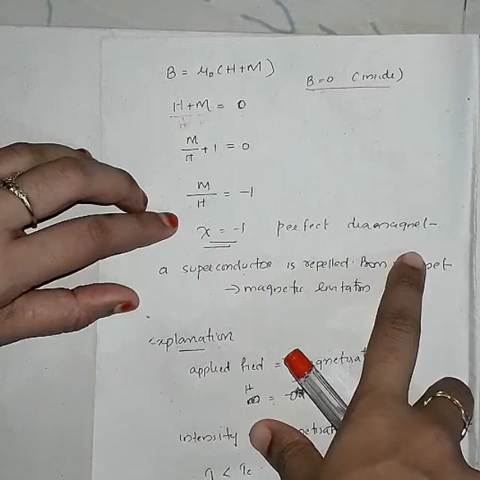 B = μ₀(H+M)
B=0 (inside)
H+M = 0
M/H + 1 = 0
M/H = -1
χ = -1 perfect diamagnet-
a superconductor is repelled from
→ magnetic levitation
explanation
applied field =
H
intensity